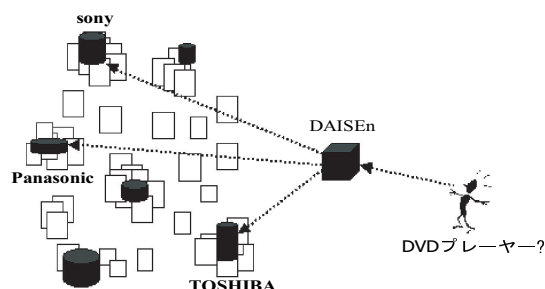 sony
DAISEn
Panasonic
DVDプレーヤー?
TOSHIBA